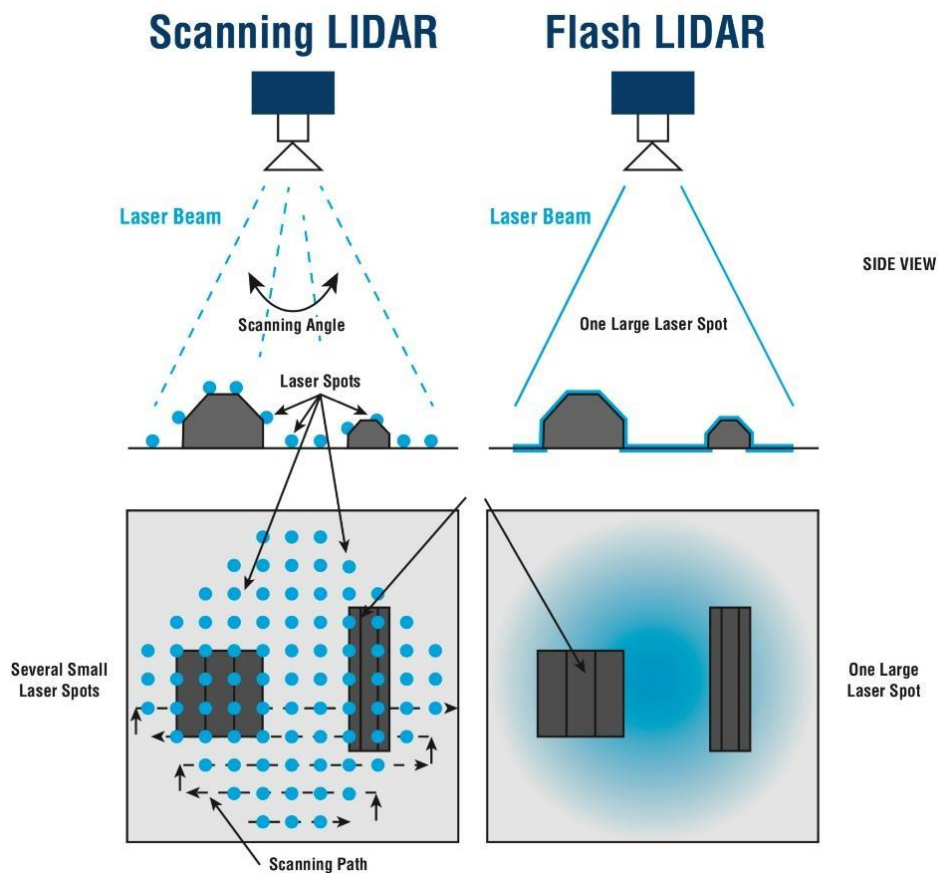 Scanning LIDAR
Flash LIDAR
Laser Beam
Laser Beam
SIDE VIEW
Scanning Angle
One Large Laser Spot
Laser Spots
Several Small
Laser Spots
One Large
Laser Spot
Scanning Path